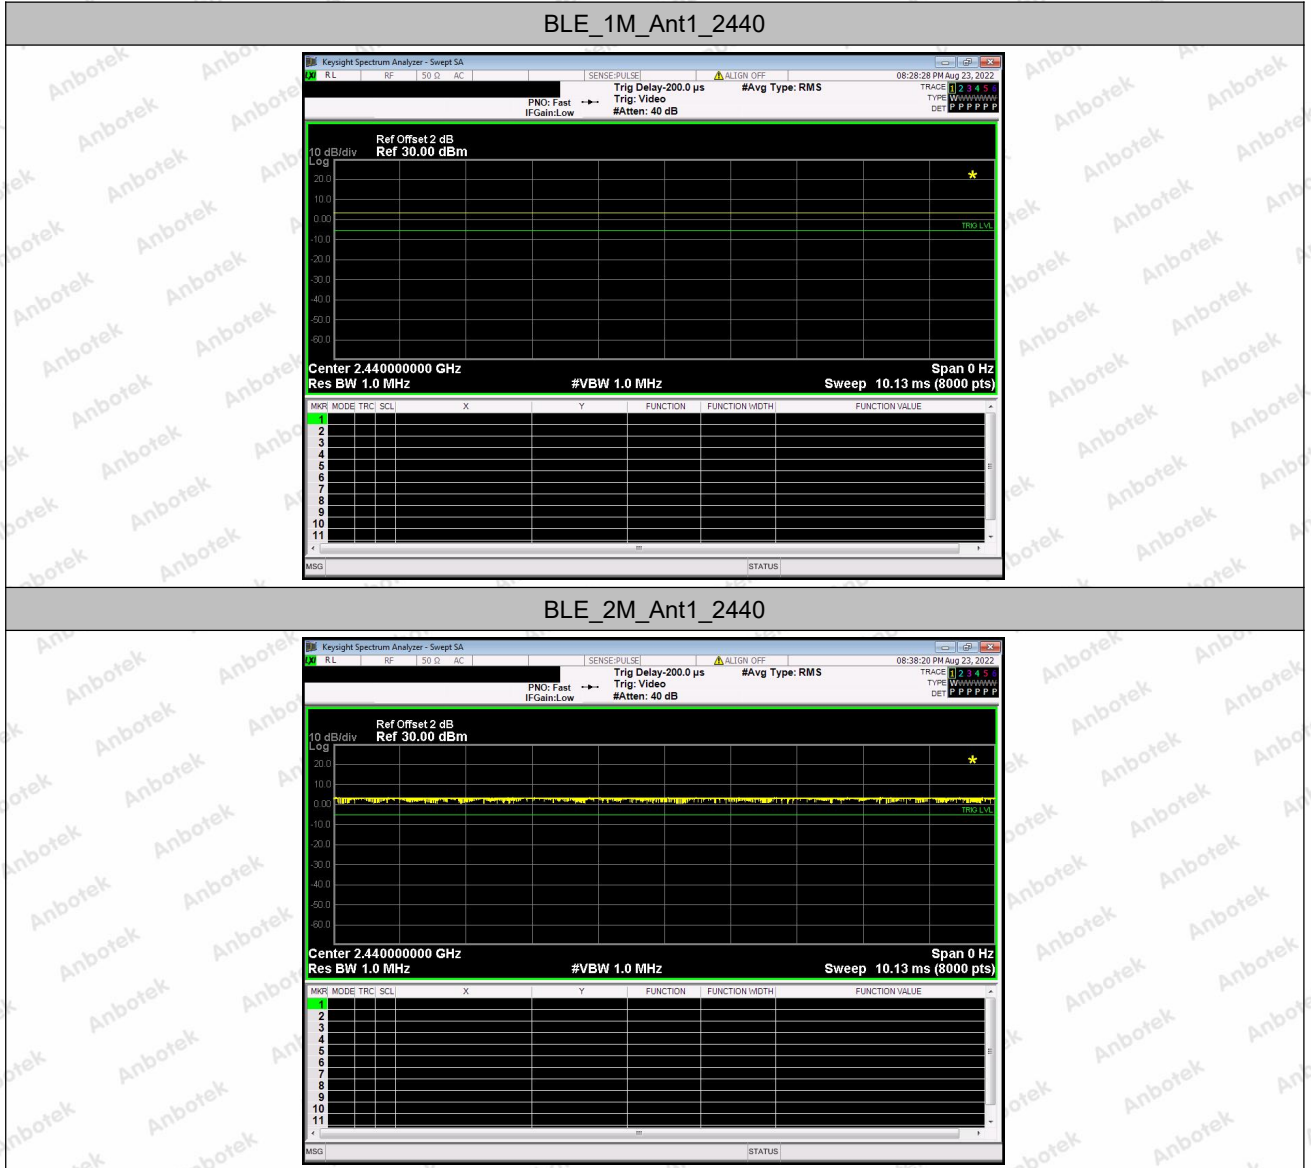 BLE_1M_Ant1_2440
Keysight Spectrum Analyzer - Swept SA
LXI RL RF 50 Ω AC SENSE:PULSE ALIGN OFF 08:28:28 PM Aug 23, 2022
Trig Delay-200.0 µs #Avg Type: RMS TRACE 1 2 3 4 5 6
PNO: Fast Trig: Video TYPE WWWWWW
IFGain:Low #Atten: 40 dB DET P P P P P P
Ref Offset 2 dB
10 dB/div Ref 30.00 dBm
Log
20.0
10.0
0.00
TRIG LVL
-10.0
-20.0
-30.0
-40.0
-50.0
-60.0
Center 2.440000000 GHz Span 0 Hz
Res BW 1.0 MHz #VBW 1.0 MHz Sweep 10.13 ms (8000 pts)
MKR MODE TRC SCL X Y FUNCTION FUNCTION WIDTH FUNCTION VALUE
1
2
3
4
5
6
7
8
9
10
11
MSG STATUS
BLE_2M_Ant1_2440
Keysight Spectrum Analyzer - Swept SA
LXI RL RF 50 Ω AC SENSE:PULSE ALIGN OFF 08:38:20 PM Aug 23, 2022
Trig Delay-200.0 µs #Avg Type: RMS TRACE 1 2 3 4 5 6
PNO: Fast Trig: Video TYPE WWWWWW
IFGain:Low #Atten: 40 dB DET P P P P P P
Ref Offset 2 dB
10 dB/div Ref 30.00 dBm
Log
20.0
10.0
0.00
TRIG LVL
-10.0
-20.0
-30.0
-40.0
-50.0
-60.0
Center 2.440000000 GHz Span 0 Hz
Res BW 1.0 MHz #VBW 1.0 MHz Sweep 10.13 ms (8000 pts)
MKR MODE TRC SCL X Y FUNCTION FUNCTION WIDTH FUNCTION VALUE
1
2
3
4
5
6
7
8
9
10
11
MSG STATUS
Anbotek